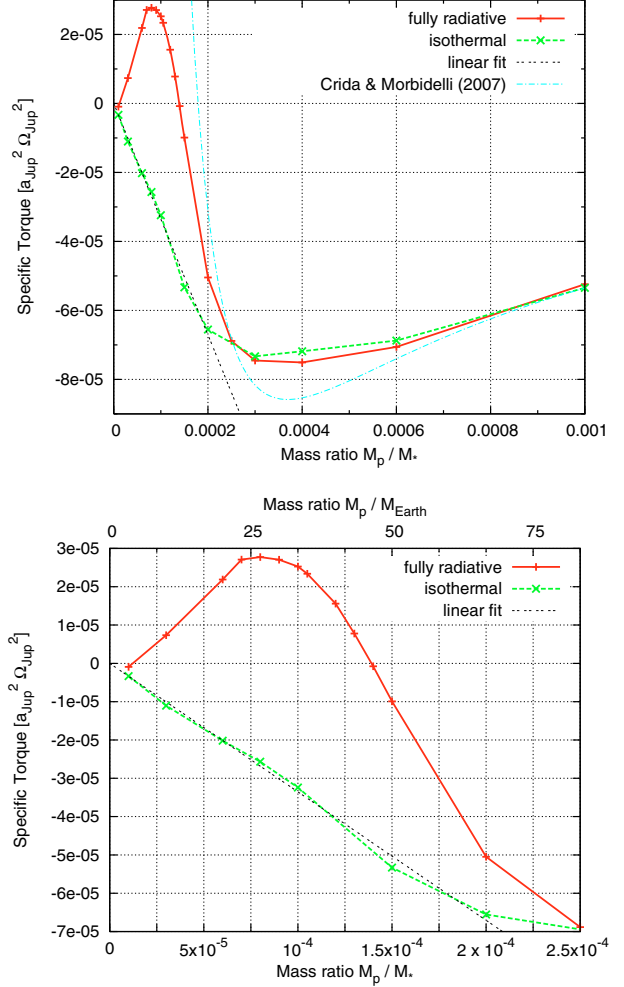 fully radiative
isothermal
linear fit
Crida & Morbidelli (2007)
Specific Torque [a_Jup^2 Ω_Jup^2]
2e-05
0
-2e-05
-4e-05
-6e-05
-8e-05
0 0.0002 0.0004 0.0006 0.0008 0.001
Mass ratio M_p / M_*
Mass ratio M_p / M_Earth
0 25 50 75
fully radiative
isothermal
linear fit
Specific Torque [a_Jup^2 Ω_Jup^2]
3e-05
2e-05
1e-05
0
-1e-05
-2e-05
-3e-05
-4e-05
-5e-05
-6e-05
-7e-05
0 5x10^-5 10^-4 1.5x10^-4 2 x 10^-4 2.5x10^-4
Mass ratio M_p / M_*